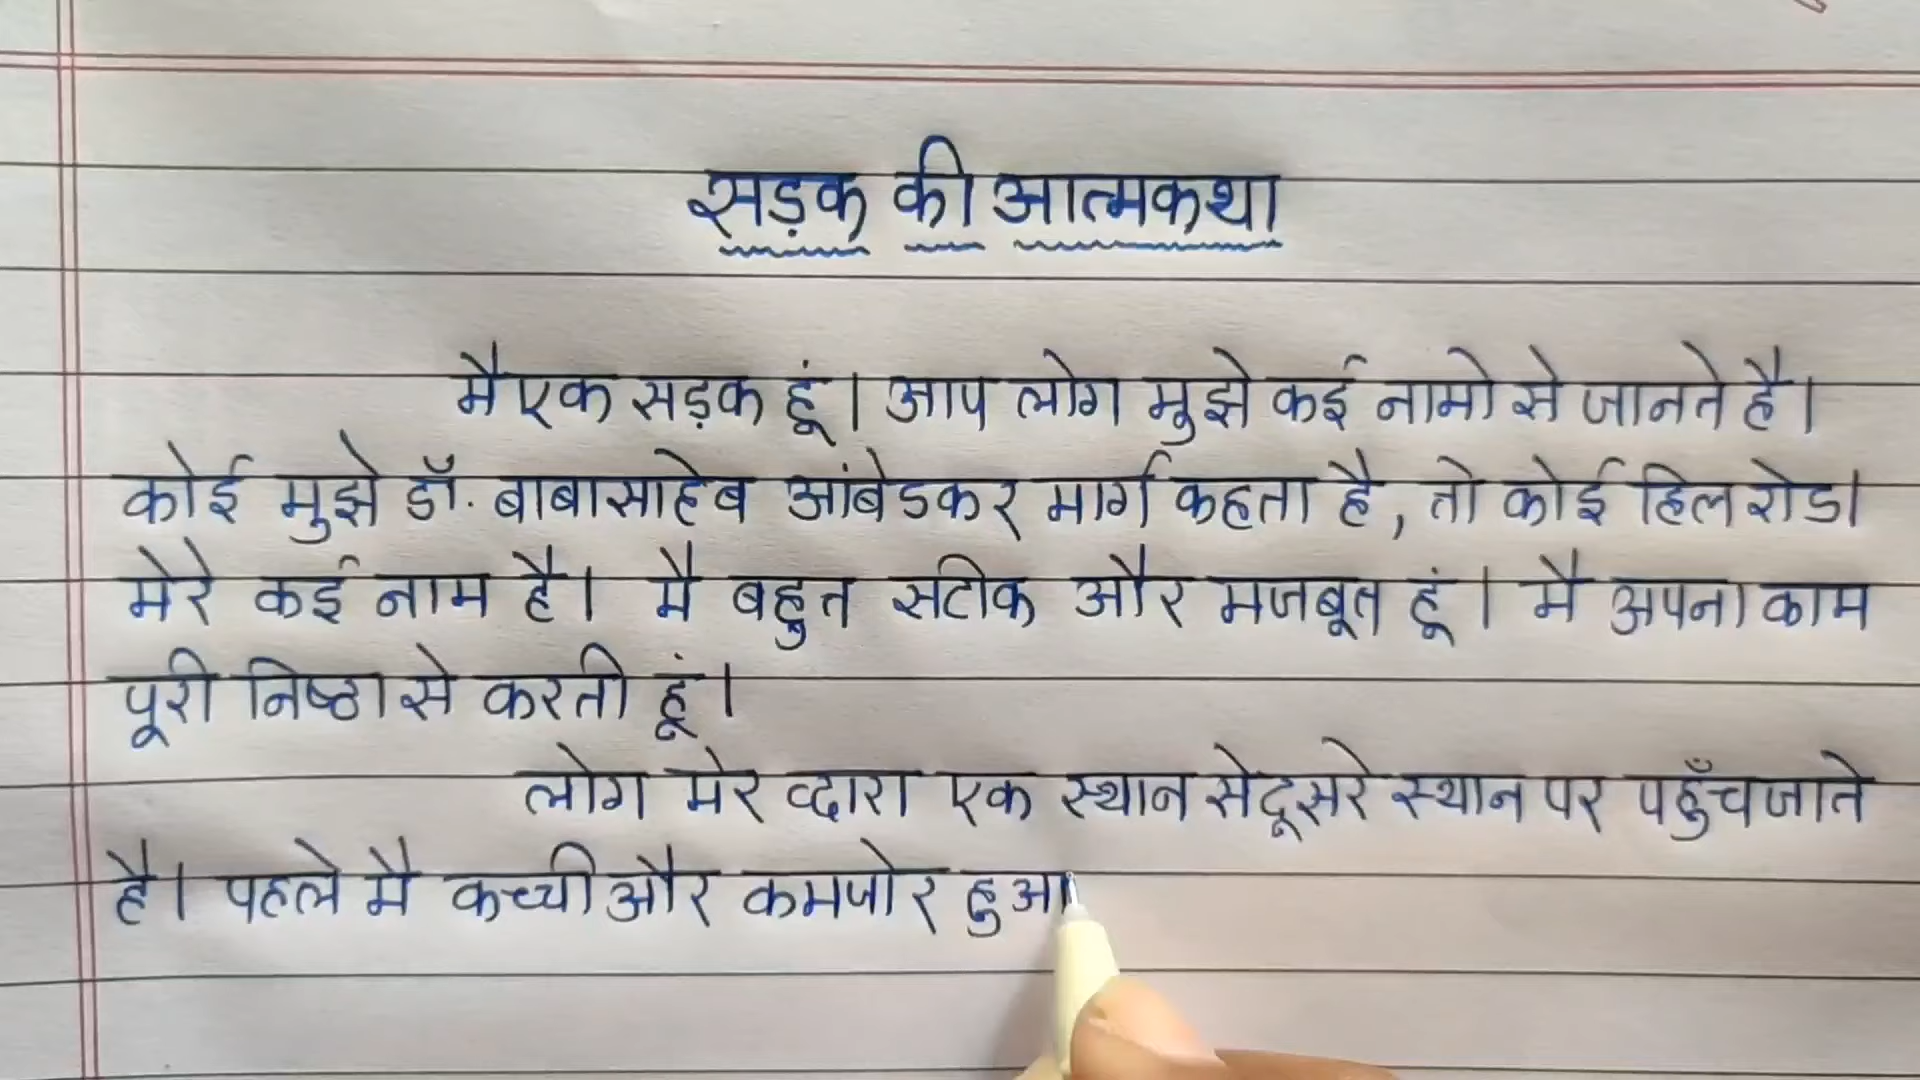 सड़क की आत्मकथा
मै एक सड़क हूं। आप लोग मुझे कई नामो से जानते है।
कोई मुझे डॉ. बाबासाहेब आंबेडकर मार्ग कहता है, तो कोई हिल रोड।
मेरे कई नाम है। मै बहुत सटीक और मजबूत हूं। मै अपना काम
पूरी निष्ठा से करती हूं।
लोग मेरे व्दारा एक स्थान से दूसरे स्थान पर पहुँच जाते
है। पहले मै कच्ची और कमजोर हुआ